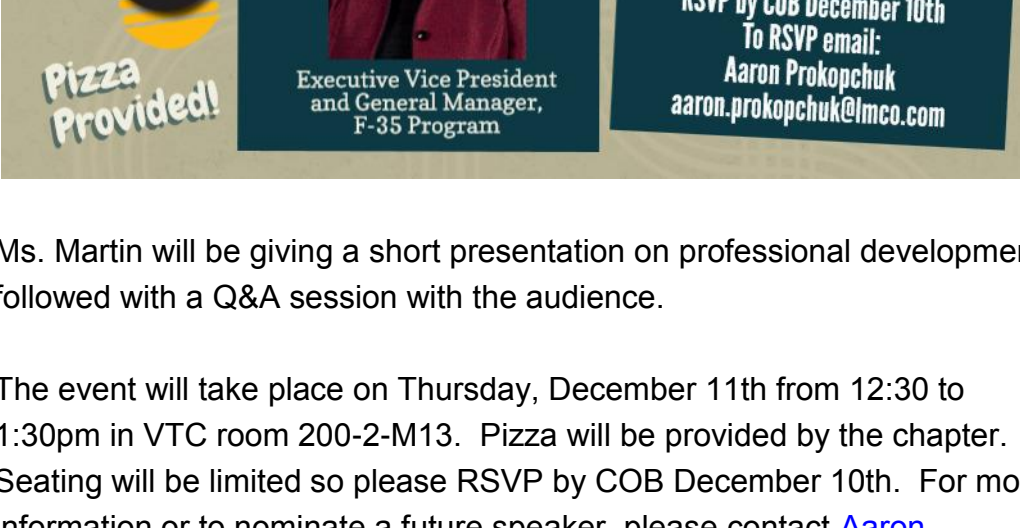 RSVP by COB December 10th
To RSVP email:
Aaron Prokopchuk
aaron.prokopchuk@lmco.com
Pizza
Provided!
Executive Vice President
and General Manager,
F-35 Program
Ms. Martin will be giving a short presentation on professional developmen
followed with a Q&A session with the audience.
The event will take place on Thursday, December 11th from 12:30 to
1:30pm in VTC room 200-2-M13.  Pizza will be provided by the chapter.
Seating will be limited so please RSVP by COB December 10th.  For mo
information or to nominate a future speaker, please contact Aaron